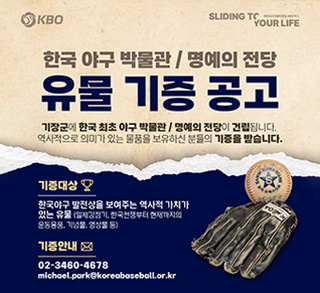 KBO
SLIDING TO
YOUR LIFE
한국 야구 박물관 / 명예의 전당
유물 기증 공고
기장군에 한국 최초 야구 박물관 / 명예의 전당이 건립됩니다.
역사적으로 의미가 있는 물품을 보유하신 분들의 기증을 받습니다.
기증대상
한국야구 발전상을 보여주는 역사적 가치가
있는 유물 (일제강점기, 한국전쟁부터 현재까지의
운동용품, 기념물, 영상물 등)
기증안내
02-3460-4678
michael.park@koreabaseball.or.kr